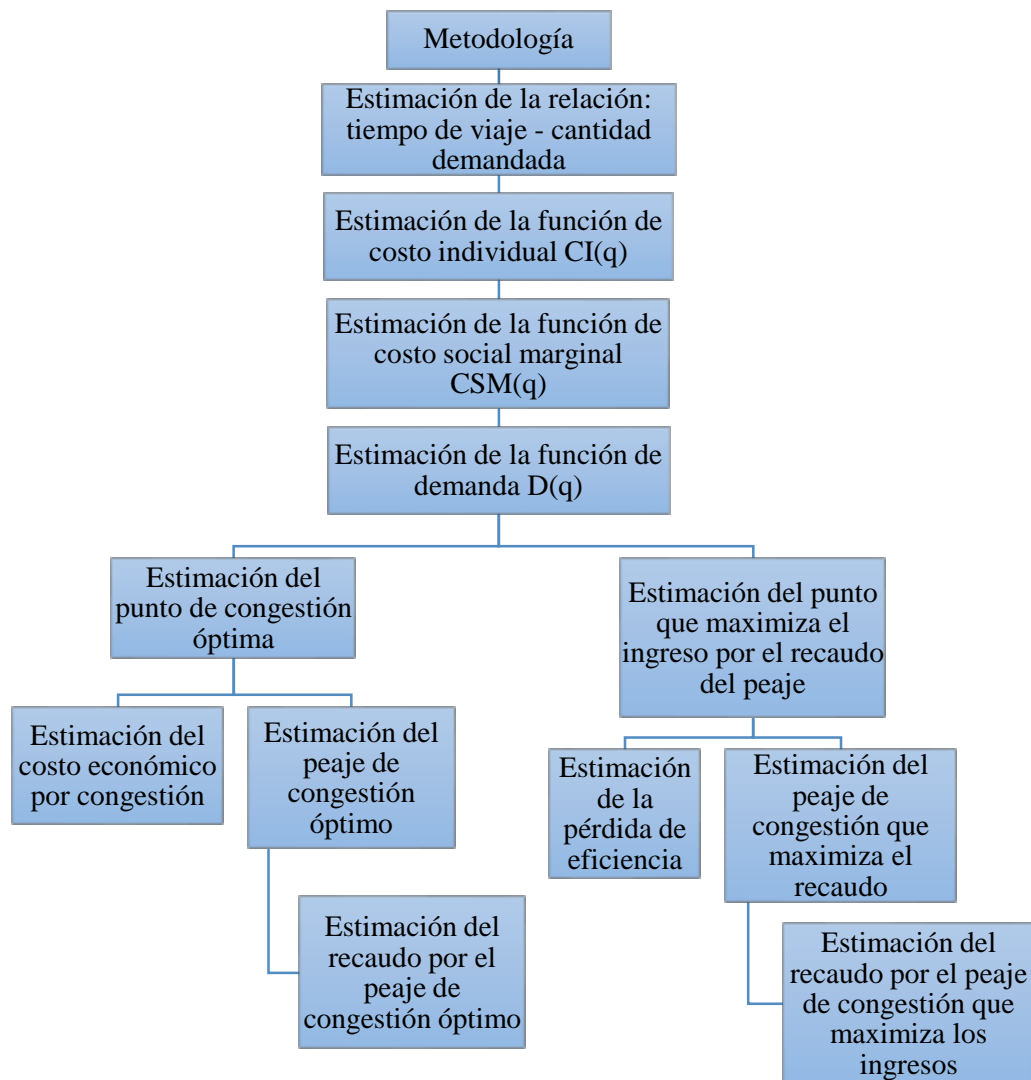 Metodología
Estimación de la relación:
tiempo de viaje - cantidad
demandada
Estimación de la función de
costo individual CI(q)
Estimación de la función de
costo social marginal
CSM(q)
Estimación de la función de
demanda D(q)
Estimación del
punto de congestión
óptima
Estimación del
costo económico
por congestión
Estimación del
peaje de
congestión
óptimo
Estimación del
recaudo por el
peaje de
congestión óptimo
Estimación del punto
que maximiza el
ingreso por el recaudo
del peaje
Estimación
de la
pérdida de
eficiencia
Estimación del
peaje de
congestión que
maximiza el
recaudo
Estimación del
recaudo por el peaje
de congestión que
maximiza los
ingresos